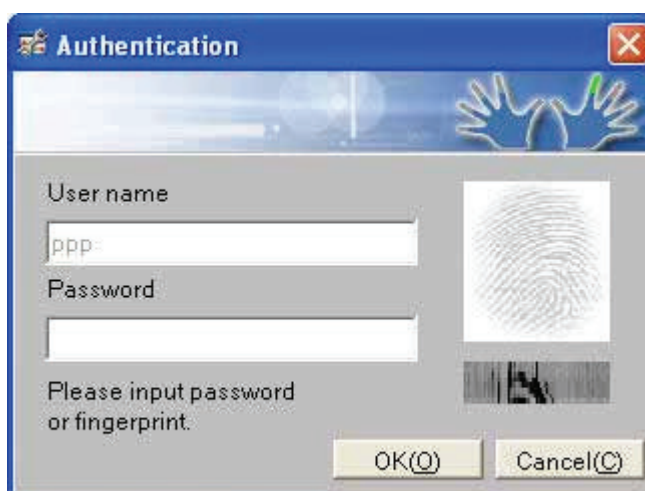 Authentication
User name
ppp
Password
Please input password
or fingerprint.
OK(O)
Cancel(C)